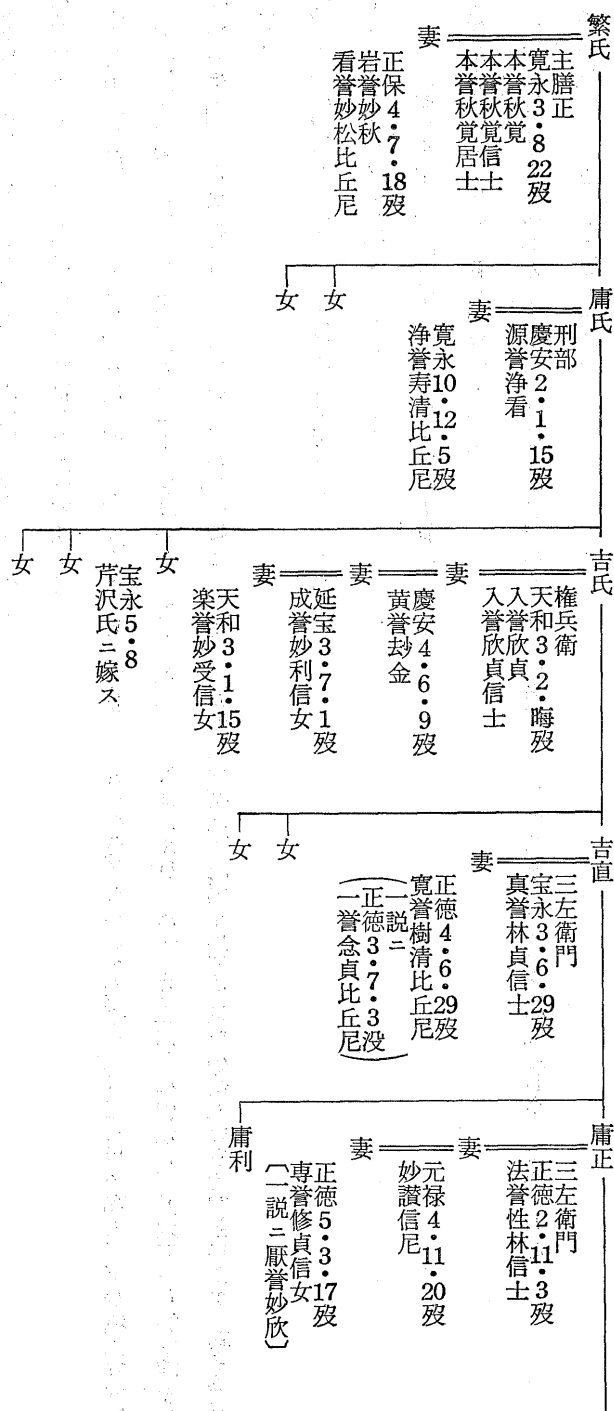 繁氏
主膳正
寛永3・8 22歿
本誉秋覚
本誉秋覚信士
本誉秋覚居士
妻
正保4・7・18歿
岩誉妙秋
看誉妙松比丘尼
庸氏
刑部
慶安2・1・15歿
源誉浄看
妻
寛永10・12・5歿
浄誉寿清比丘尼
女
女
吉氏
権兵衛
天和3・2・晦歿
入誉欣貞
入誉欣貞信士
妻
慶安4・6・9歿
黄誉刼金
妻
延宝3・7・1歿
成誉妙利信女
妻
天和3・1・15歿
楽誉妙受信女
女
宝永5・8
芹沢氏ニ嫁ス
女
女
吉直
三左衛門
宝永3・6・29歿
真誉林貞信士
妻
正徳4・6・29歿
寛誉樹清比丘尼
(一説ニ
正徳3・7・3没
一誉念貞比丘尼)
女
女
庸正
三左衛門
正徳2・11・3歿
法誉性林信士
妻
元禄4・11・20歿
妙讃信尼
妻
正徳5・3・17歿
専誉修貞信女
〔一説ニ厭誉妙欣〕
庸利